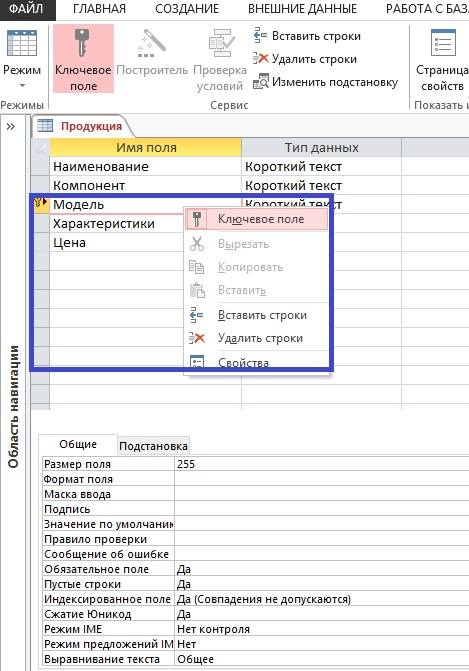 ФАЙЛ ГЛАВНАЯ СОЗДАНИЕ ВНЕШНИЕ ДАННЫЕ РАБОТА С БАЗ
Режим
Ключевое поле
Построитель
Проверка условий
Вставить строки
Удалить строки
Изменить подстановку
Страница свойств
Режимы
Сервис
Показать и
Продукция
Имя поля Тип данных
Наименование Короткий текст
Компонент Короткий текст
Модель Короткий текст
Характеристики
Цена
Ключевое поле
Вырезать
Копировать
Вставить
Вставить строки
Удалить строки
Свойства
Область навигации
Общие Подстановка
Размер поля 255
Формат поля
Маска ввода
Подпись
Значение по умолчани
Правило проверки
Сообщение об ошибке
Обязательное поле Да
Пустые строки Да
Индексированное поле Да (Совпадения не допускаются)
Сжатие Юникод Да
Режим IME Нет контроля
Режим предложений IM Нет
Выравнивание текста Общее